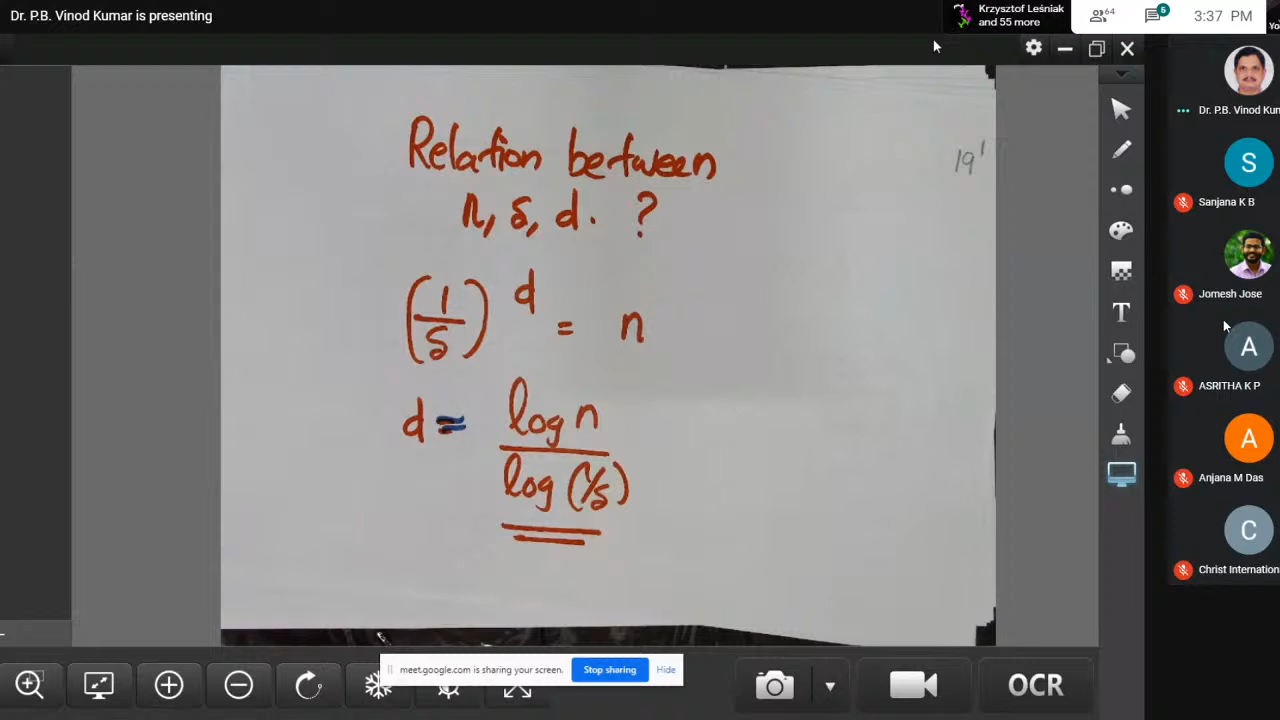 Dr. P.B. Vinod Kumar is presenting
Krzysztof Leśniak
and 55 more
64
5
3:37 PM
Yo
Relation between
n, δ, d. ?
(1/δ)^d = n
d = log n / log (1/δ)
19'
Dr. P.B. Vinod Kum
Sanjana K B
Jomesh Jose
ASRITHA K P
Anjana M Das
Christ Internation
S
A
A
C
T
meet.google.com is sharing your screen.
Stop sharing
Hide
OCR